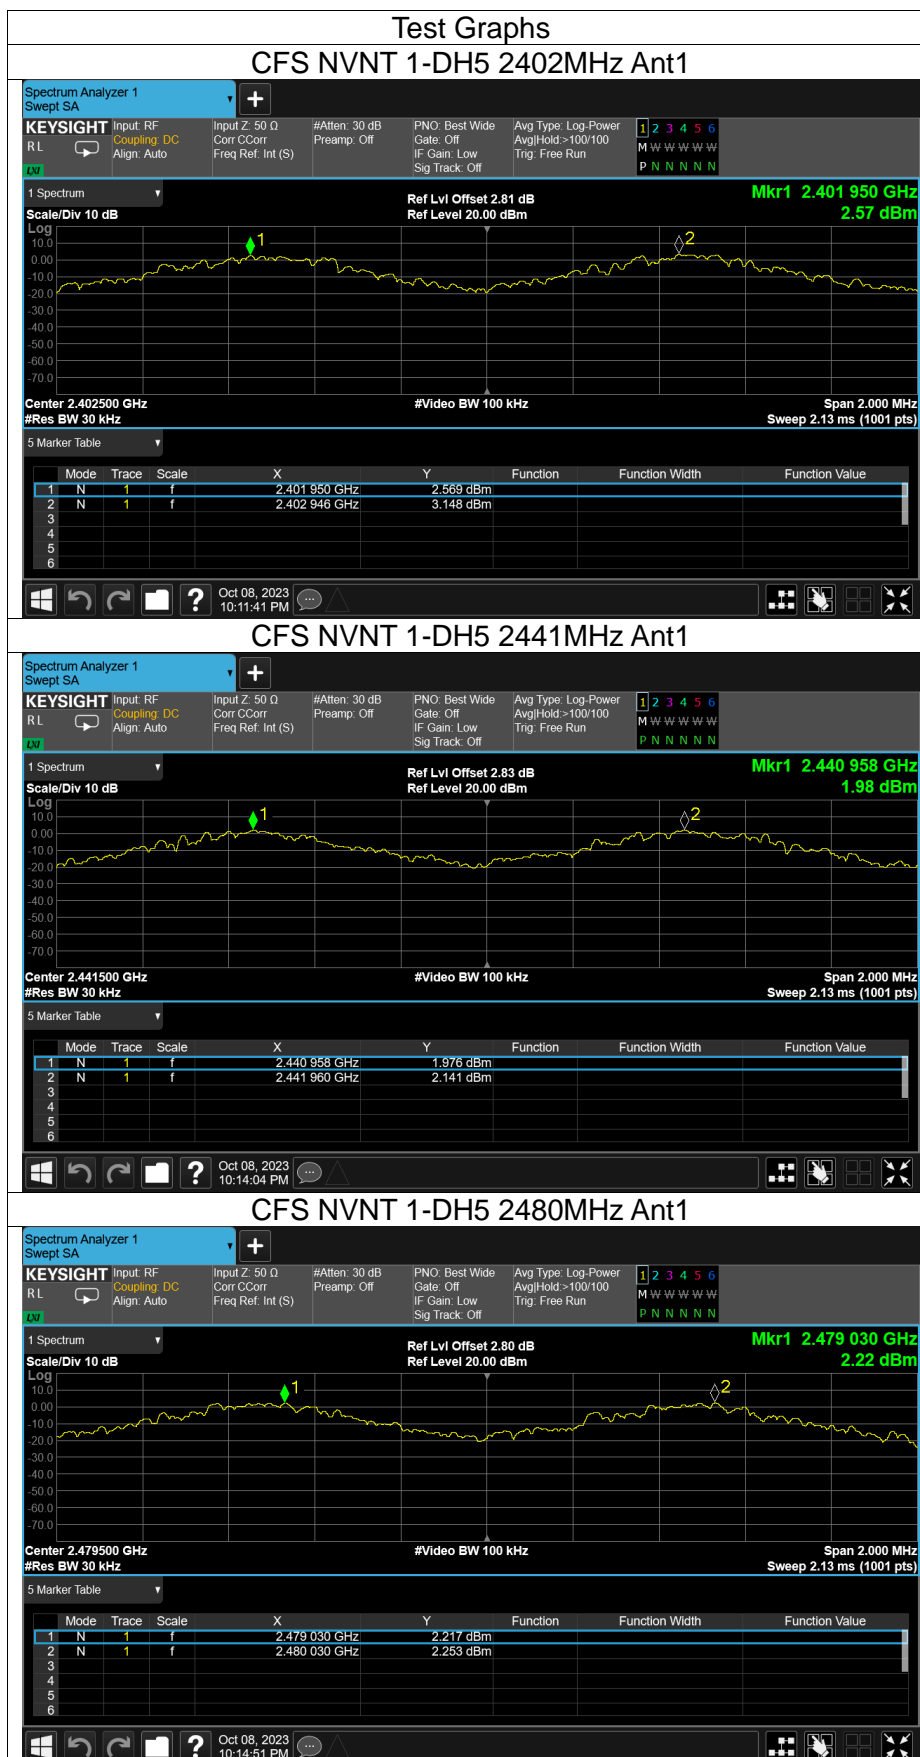 Test Graphs
CFS NVNT 1-DH5 2402MHz Ant1
Spectrum Analyzer 1
Swept SA
+
KEYSIGHT Input: RF Input Z: 50 Ω #Atten: 30 dB PNO: Best Wide Avg Type: Log-Power 1 2 3 4 5 6
RL Coupling: DC Corr CCorr Preamp: Off Gate: Off Avg|Hold:>100/100 M W W W W W
Align: Auto Freq Ref: Int (S) IF Gain: Low Trig: Free Run P N N N N N
LXI Sig Track: Off
1 Spectrum Ref Lvl Offset 2.81 dB Mkr1 2.401 950 GHz
Scale/Div 10 dB Ref Level 20.00 dBm 2.57 dBm
Log
10.0
0.00
-10.0
-20.0
-30.0
-40.0
-50.0
-60.0
-70.0
1 2
Center 2.402500 GHz #Video BW 100 kHz Span 2.000 MHz
#Res BW 30 kHz Sweep 2.13 ms (1001 pts)
5 Marker Table
Mode Trace Scale X Y Function Function Width Function Value
1 N 1 f 2.401 950 GHz 2.569 dBm
2 N 1 f 2.402 946 GHz 3.148 dBm
3
4
5
6
? Oct 08, 2023
10:11:41 PM
CFS NVNT 1-DH5 2441MHz Ant1
Spectrum Analyzer 1
Swept SA
+
KEYSIGHT Input: RF Input Z: 50 Ω #Atten: 30 dB PNO: Best Wide Avg Type: Log-Power 1 2 3 4 5 6
RL Coupling: DC Corr CCorr Preamp: Off Gate: Off Avg|Hold:>100/100 M W W W W W
Align: Auto Freq Ref: Int (S) IF Gain: Low Trig: Free Run P N N N N N
LXI Sig Track: Off
1 Spectrum Ref Lvl Offset 2.83 dB Mkr1 2.440 958 GHz
Scale/Div 10 dB Ref Level 20.00 dBm 1.98 dBm
Log
10.0
0.00
-10.0
-20.0
-30.0
-40.0
-50.0
-60.0
-70.0
1 2
Center 2.441500 GHz #Video BW 100 kHz Span 2.000 MHz
#Res BW 30 kHz Sweep 2.13 ms (1001 pts)
5 Marker Table
Mode Trace Scale X Y Function Function Width Function Value
1 N 1 f 2.440 958 GHz 1.976 dBm
2 N 1 f 2.441 960 GHz 2.141 dBm
3
4
5
6
? Oct 08, 2023
10:14:04 PM
CFS NVNT 1-DH5 2480MHz Ant1
Spectrum Analyzer 1
Swept SA
+
KEYSIGHT Input: RF Input Z: 50 Ω #Atten: 30 dB PNO: Best Wide Avg Type: Log-Power 1 2 3 4 5 6
RL Coupling: DC Corr CCorr Preamp: Off Gate: Off Avg|Hold:>100/100 M W W W W W
Align: Auto Freq Ref: Int (S) IF Gain: Low Trig: Free Run P N N N N N
LXI Sig Track: Off
1 Spectrum Ref Lvl Offset 2.80 dB Mkr1 2.479 030 GHz
Scale/Div 10 dB Ref Level 20.00 dBm 2.22 dBm
Log
10.0
0.00
-10.0
-20.0
-30.0
-40.0
-50.0
-60.0
-70.0
1 2
Center 2.479500 GHz #Video BW 100 kHz Span 2.000 MHz
#Res BW 30 kHz Sweep 2.13 ms (1001 pts)
5 Marker Table
Mode Trace Scale X Y Function Function Width Function Value
1 N 1 f 2.479 030 GHz 2.217 dBm
2 N 1 f 2.480 030 GHz 2.253 dBm
3
4
5
6
? Oct 08, 2023
10:14:51 PM